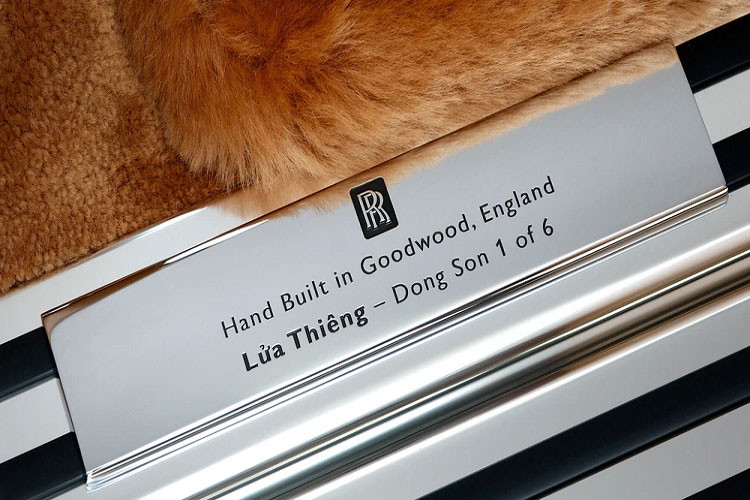 RR
Hand Built in Goodwood, England
Lửa Thiêng – Dong Son 1 of 6